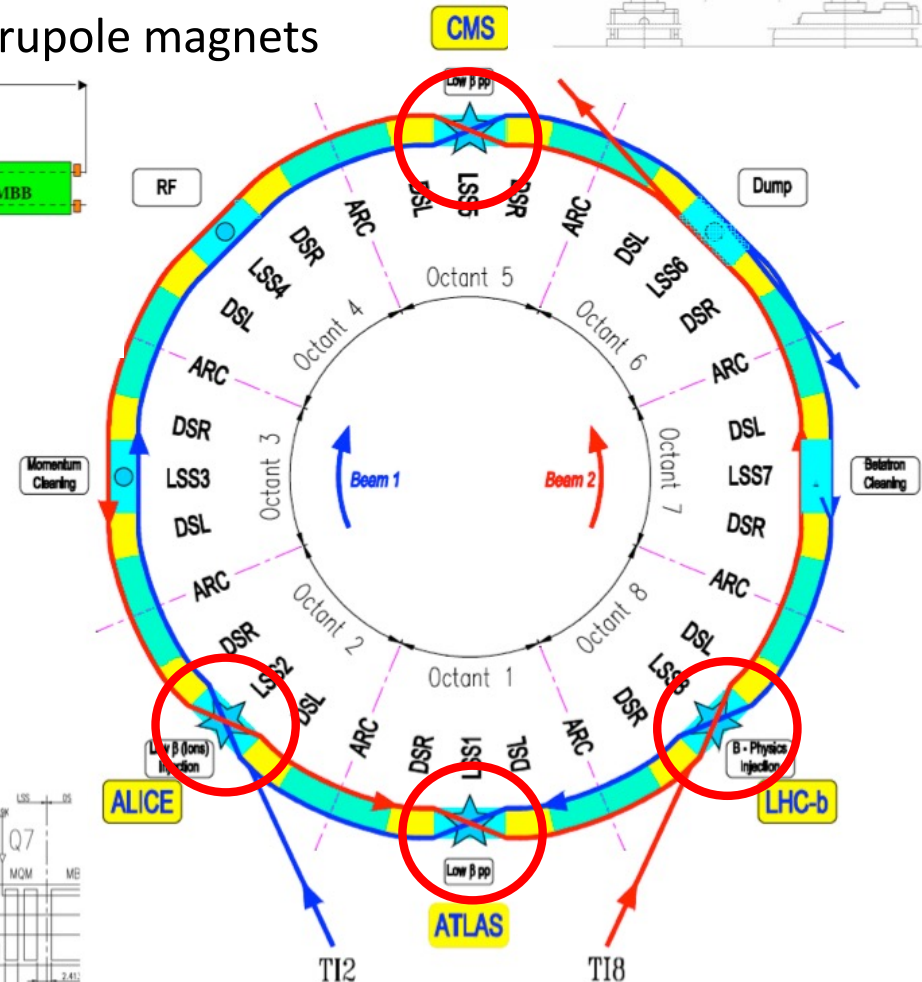 rupole magnets
CMS
Low β pp
MBB
RF
Dump
DSL
LSS5
DSR
ARC
ARC
DSR
LSS4
DSL
DSL
LSS6
DSR
Octant 5
Octant 4
Octant 6
ARC
ARC
DSR
LSS3
DSL
Octant 3
Octant 7
DSL
LSS7
DSR
Momentum
Cleaning
Betatron
Cleaning
Beam 1
Beam 2
ARC
ARC
Octant 2
Octant 8
Octant 1
DSR
LSS2
DSL
DSL
LSS8
DSR
ARC
DSR
LSS1
DSL
ARC
Low β (Ions)
Injection
B - Physics
Injection
ALICE
LHC-b
Low β pp
ATLAS
TI2
TI8
LSS
DS
Q7
MQM
MB